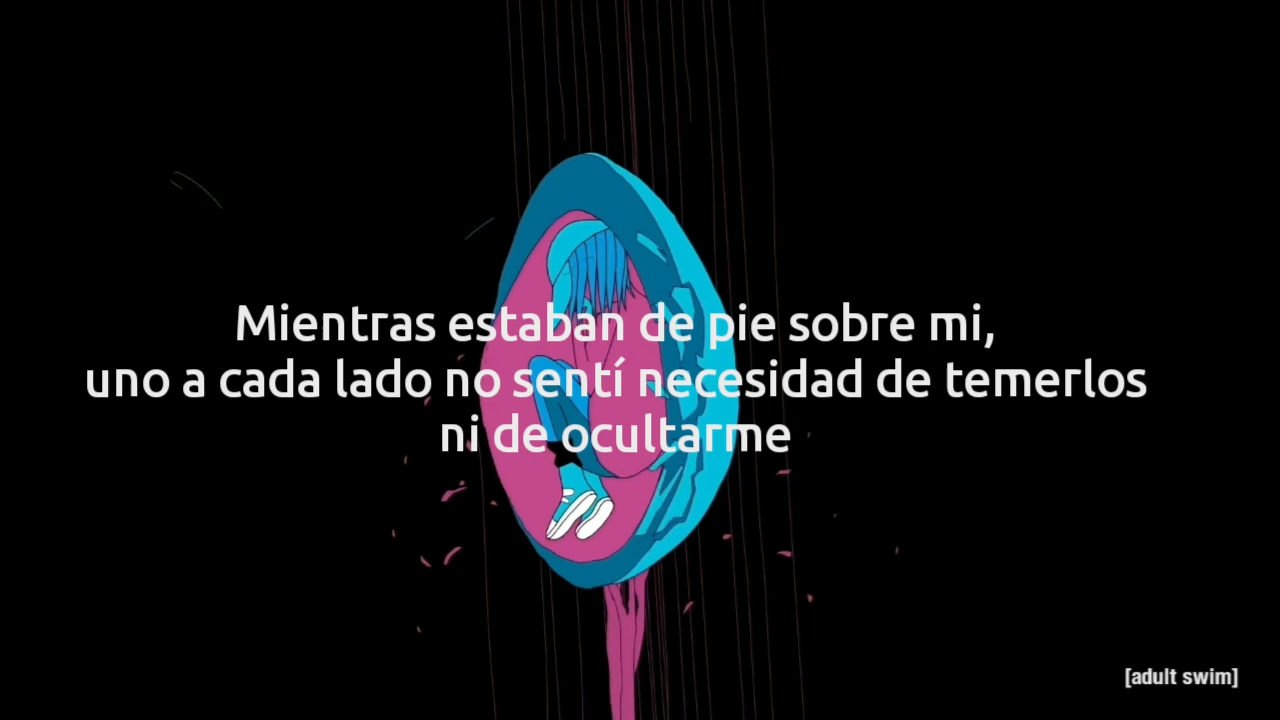 Mientras estaban de pie sobre mi,
uno a cada lado no sentí necesidad de temerlos
ni de ocultarme
[adult swim]